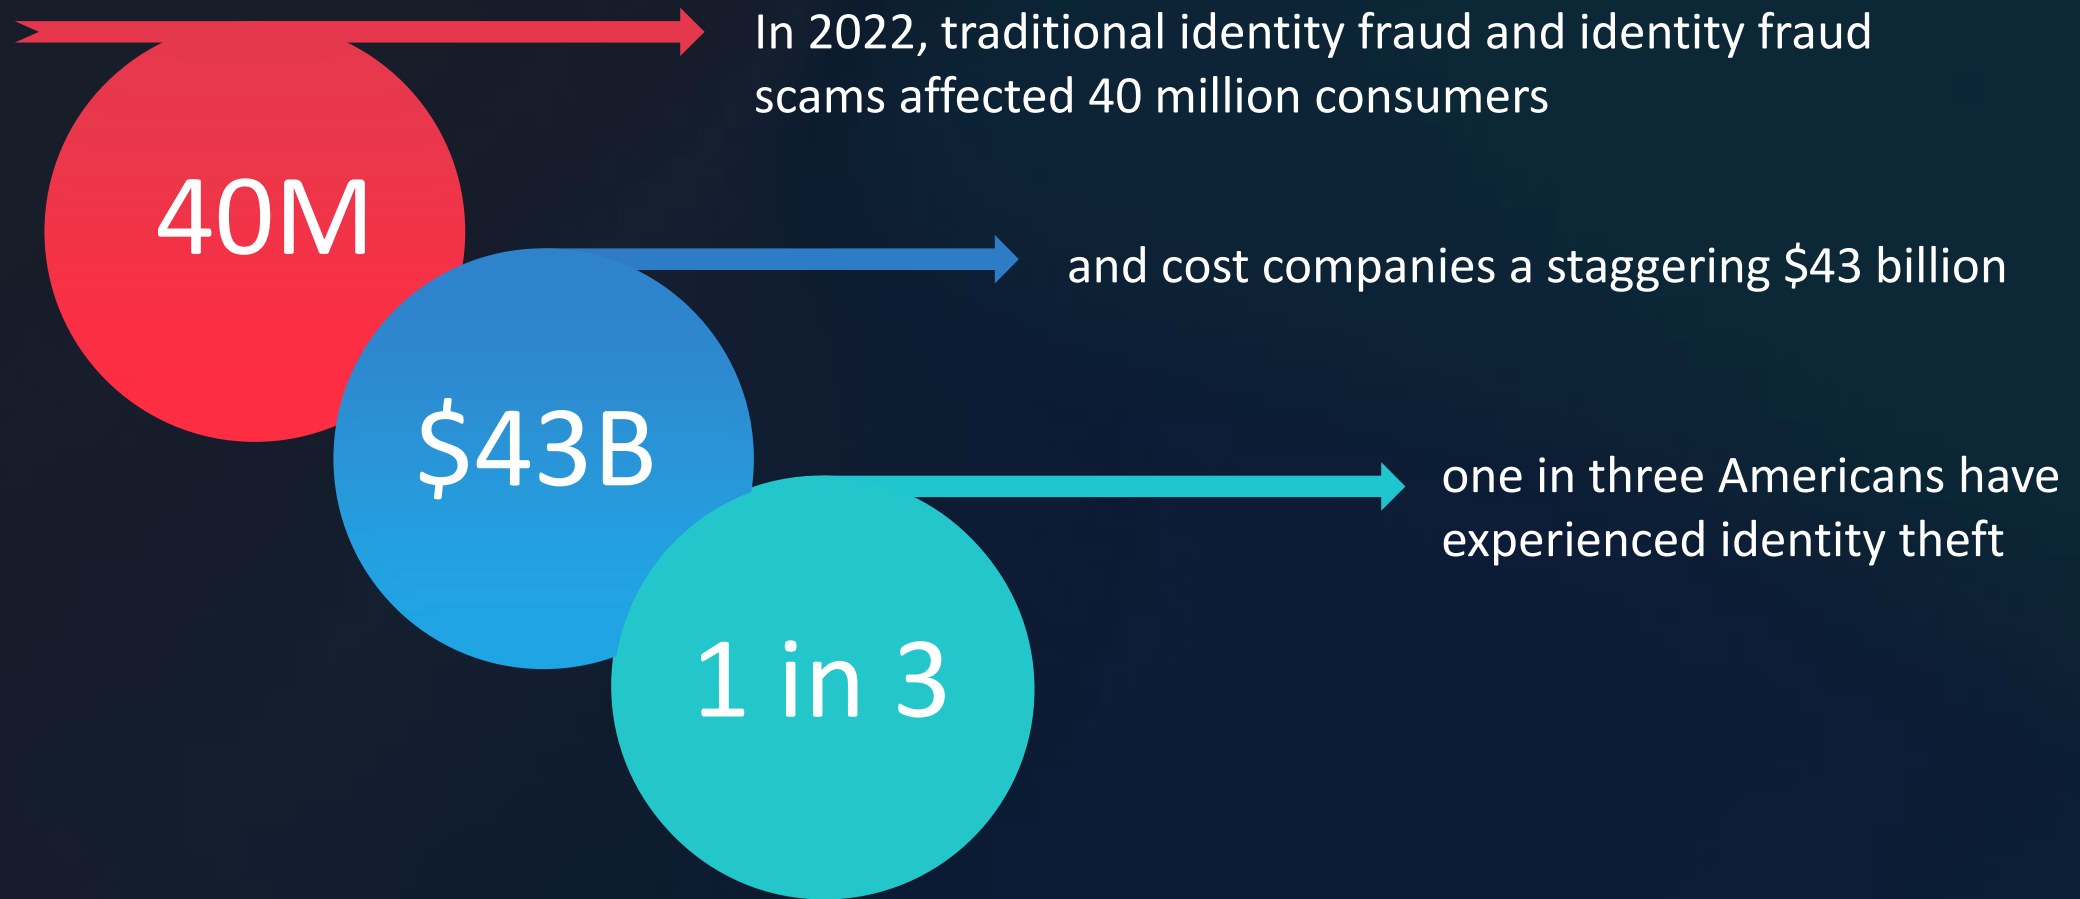 In 2022, traditional identity fraud and identity fraud
scams affected 40 million consumers
40M
and cost companies a staggering $43 billion
$43B
one in three Americans have
experienced identity theft
1 in 3